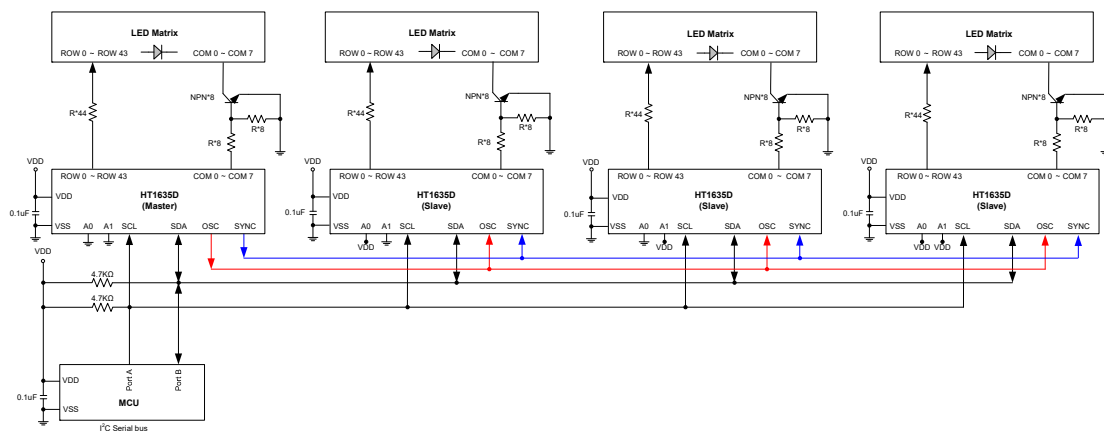 LED Matrix
ROW 0 ~ ROW 43
COM 0 ~ COM 7
LED Matrix
ROW 0 ~ ROW 43
COM 0 ~ COM 7
LED Matrix
ROW 0 ~ ROW 43
COM 0 ~ COM 7
LED Matrix
ROW 0 ~ ROW 43
COM 0 ~ COM 7
NPN*8
R*44
R*8
R*8
NPN*8
R*44
R*8
R*8
NPN*8
R*44
R*8
R*8
NPN*8
R*44
R*8
R*8
VDD
ROW 0 ~ ROW 43
COM 0 ~ COM 7
HT1635D
(Master)
VDD
0.1uF
VSS
A0
A1
SCL
SDA
OSC
SYNC
VDD
ROW 0 ~ ROW 43
COM 0 ~ COM 7
HT1635D
(Slave)
VDD
0.1uF
VSS
A0
A1
SCL
SDA
OSC
SYNC
VDD
VDD
ROW 0 ~ ROW 43
COM 0 ~ COM 7
HT1635D
(Slave)
VDD
0.1uF
VSS
A0
A1
SCL
SDA
OSC
SYNC
VDD
VDD
ROW 0 ~ ROW 43
COM 0 ~ COM 7
HT1635D
(Slave)
VDD
0.1uF
VSS
A0
A1
SCL
SDA
OSC
SYNC
VDD
VDD
VDD
4.7KΩ
4.7KΩ
Port A
Port B
VDD
0.1uF
MCU
VSS
I²C Serial bus